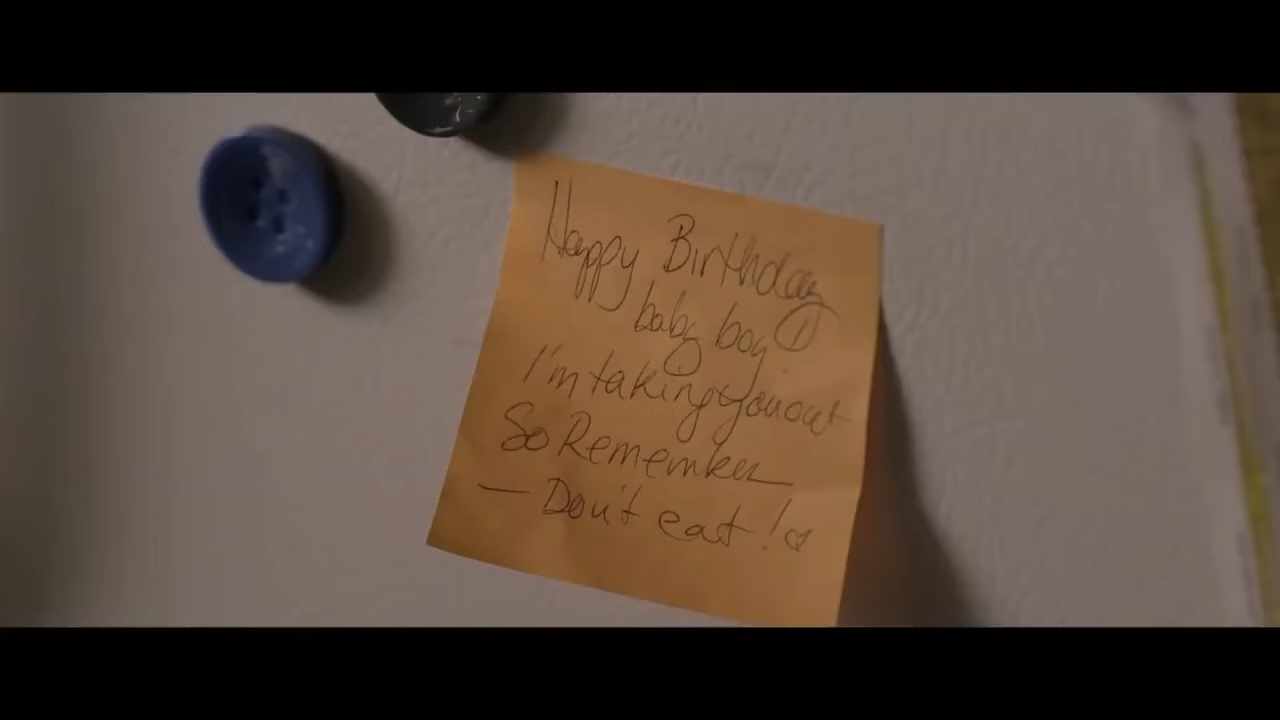 Happy Birthday
baby boy
I'm taking you out
So Remember
— Don't eat! ♡